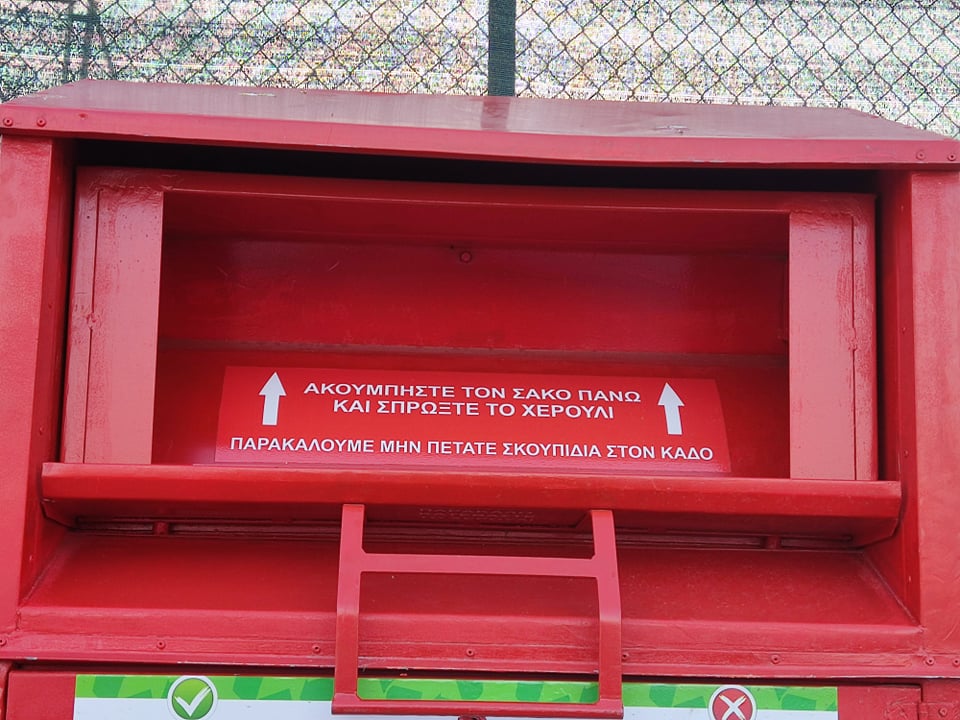 ΑΚΟΥΜΠΗΣΤΕ ΤΟΝ ΣΑΚΟ ΠΑΝΩ
ΚΑΙ ΣΠΡΩΞΤΕ ΤΟ ΧΕΡΟΥΛΙ
ΠΑΡΑΚΑΛΟΥΜΕ ΜΗΝ ΠΕΤΑΤΕ ΣΚΟΥΠΙΔΙΑ ΣΤΟΝ ΚΑΔΟ